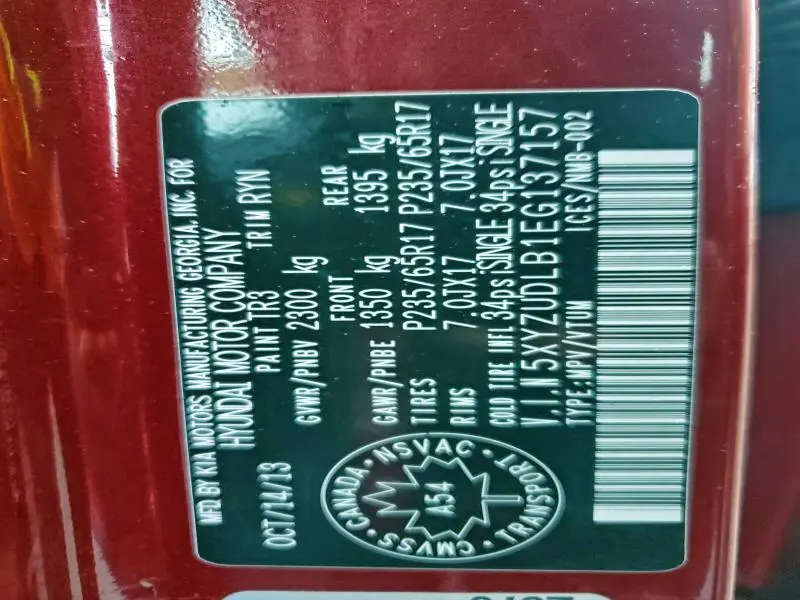 MFD BY KIA MOTORS MANUFACTURING GEORGIA, INC. FOR
HYUNDAI MOTOR COMPANY
OCT/14/13 PAINT TR3 TRIM RYN
GVWR/PNBV 2300 kg
FRONT REAR
GAWR/PNBE 1350 kg 1395 kg
TIRES P235/65R17 P235/65R17
RIMS 7.0JX17 7.0JX17
COLD TIRE INFL 34psi SINGLE 34psi SINGLE
V.I.N 5XYZUDLB1EG137157
TYPE:MPV/VTUM ICES/NMB-002
CANADA • NSVAC • TRANSPORT • CMVSS
A54